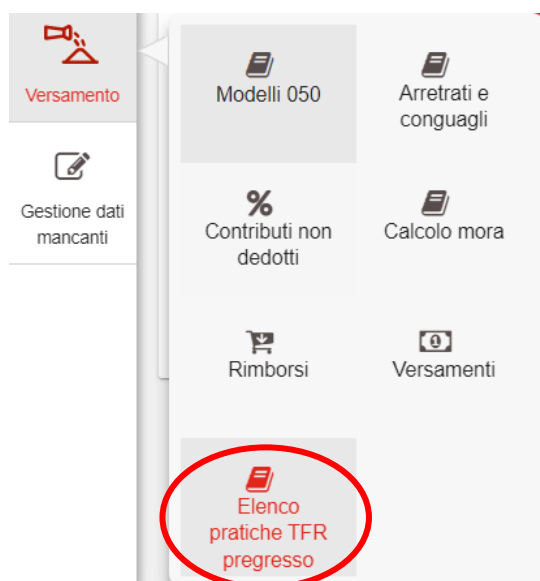 Versamento
Gestione dati
mancanti
Modelli 050
Arretrati e
conguagli
%
Contributi non
dedotti
Calcolo mora
Rimborsi
Versamenti
Elenco
pratiche TFR
pregresso